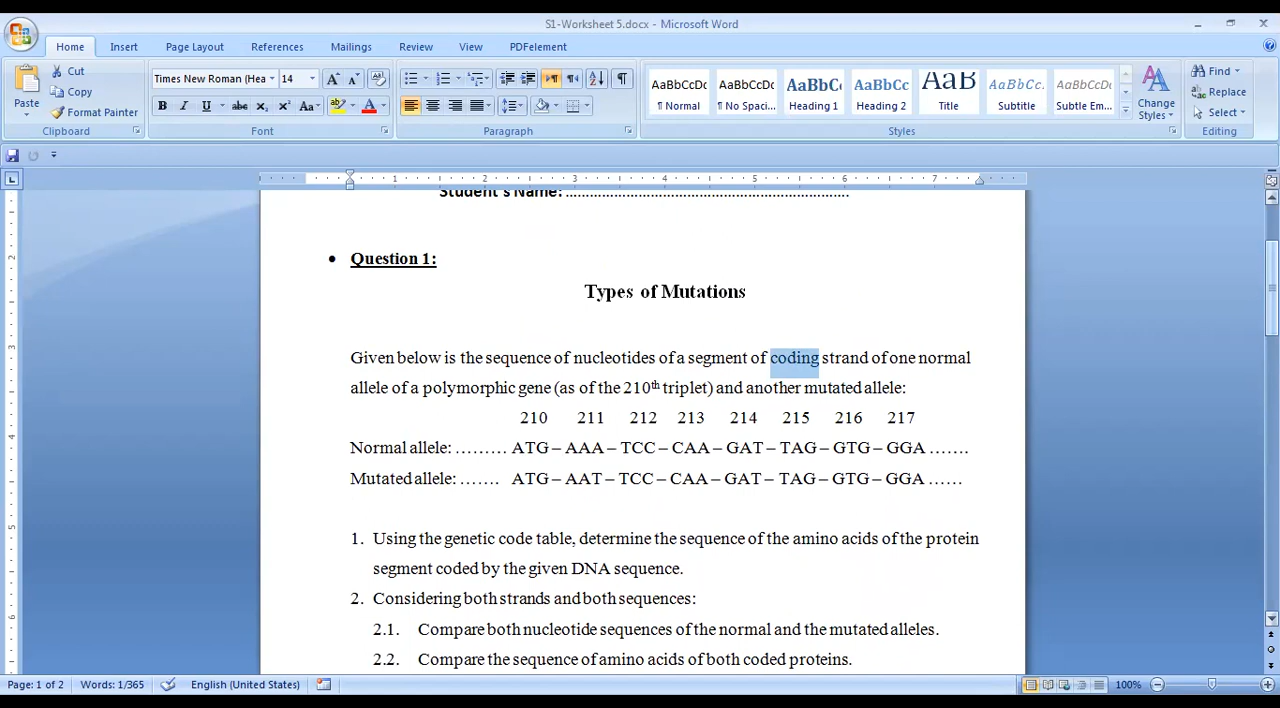 S1-Worksheet 5.docx - Microsoft Word
Home Insert Page Layout References Mailings Review View PDFelement
Paste
Cut
Copy
Format Painter
Clipboard
Times New Roman (Hea 14
Font
Paragraph
AaBbCcDc AaBbCcDc AaBbCc AaBbCc AaB AaBbCc. AaBbCcDc
¶ Normal ¶ No Spaci... Heading 1 Heading 2 Title Subtitle Subtle Em...
Change Styles
Styles
Find
Replace
Select
Editing
1 2 3 4 5 6 7
Student's Name: ......................................................................
• Question 1:
Types of Mutations
Given below is the sequence of nucleotides of a segment of coding strand of one normal
allele of a polymorphic gene (as of the 210th triplet) and another mutated allele:
210 211 212 213 214 215 216 217
Normal allele: ……… ATG – AAA – TCC – CAA – GAT – TAG – GTG – GGA …….
Mutated allele: ……. ATG – AAT – TCC – CAA – GAT – TAG – GTG – GGA ……
1. Using the genetic code table, determine the sequence of the amino acids of the protein
segment coded by the given DNA sequence.
2. Considering both strands and both sequences:
2.1. Compare both nucleotide sequences of the normal and the mutated alleles.
2.2. Compare the sequence of amino acids of both coded proteins.
Page: 1 of 2 Words: 1/365 English (United States) 100%